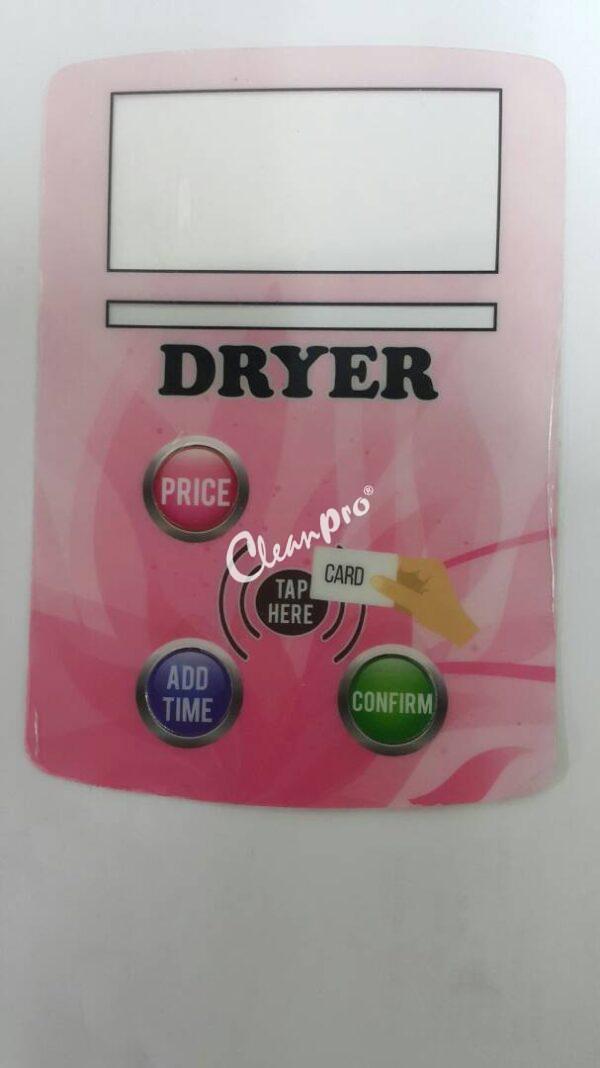 DRYER
PRICE
CleanPro®
CARD
TAP
HERE
ADD
TIME
CONFIRM